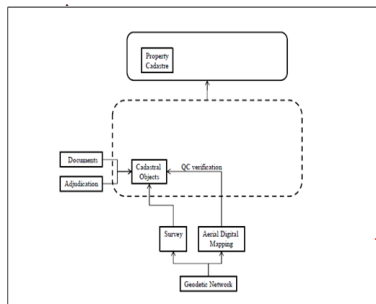 Property
Cadastre
Documents
Adjudication
Cadastral
Objects
QC verification
Survey
Aerial Digital
Mapping
Geodetic Network